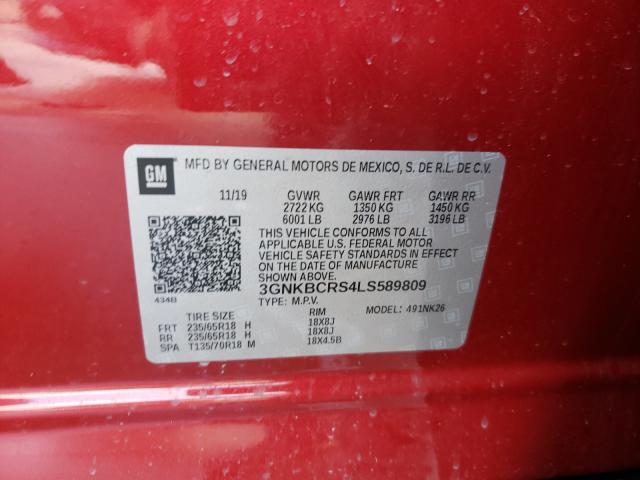 GM
MFD BY GENERAL MOTORS DE MEXICO, S. DE R.L. DE C.V.
11/19 GVWR GAWR FRT GAWR RR
2722 KG 1350 KG 1450 KG
6001 LB 2976 LB 3196 LB
THIS VEHICLE CONFORMS TO ALL
APPLICABLE U.S. FEDERAL MOTOR
VEHICLE SAFETY STANDARDS IN EFFECT
ON THE DATE OF MANUFACTURE
SHOWN ABOVE.
3GNKBCRS4LS589809
434B
TYPE: M.P.V.
MODEL: 491NK26
TIRE SIZE RIM
FRT 235/65R18 H 18X8J
RR 235/65R18 H 18X8J
SPA T135/70R18 M 18X4.5B